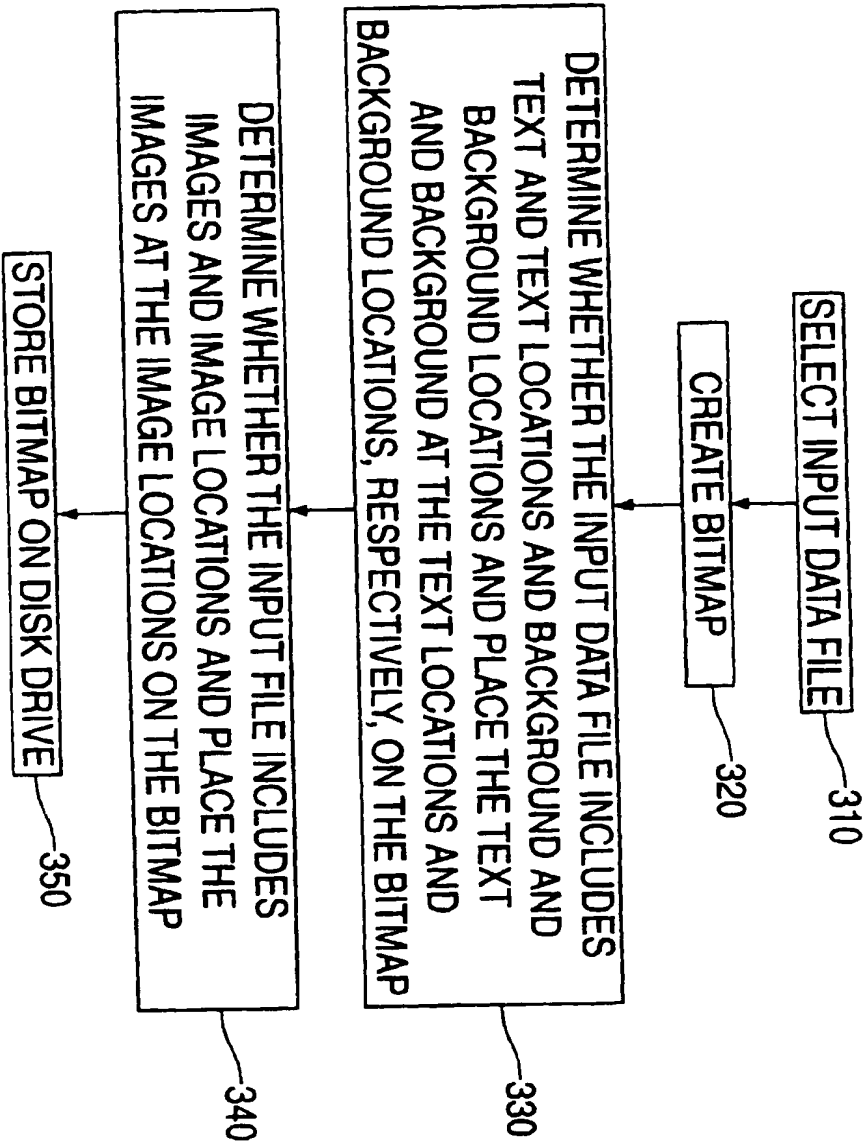 SELECT INPUT DATA FILE
310
CREATE BITMAP
320
DETERMINE WHETHER THE INPUT DATA FILE INCLUDES
TEXT AND TEXT LOCATIONS AND BACKGROUND AND
BACKGROUND LOCATIONS AND PLACE THE TEXT
AND BACKGROUND AT THE TEXT LOCATIONS AND
BACKGROUND LOCATIONS, RESPECTIVELY, ON THE BITMAP
330
DETERMINE WHETHER THE INPUT FILE INCLUDES
IMAGES AND IMAGE LOCATIONS AND PLACE THE
IMAGES AT THE IMAGE LOCATIONS ON THE BITMAP
340
STORE BITMAP ON DISK DRIVE
350